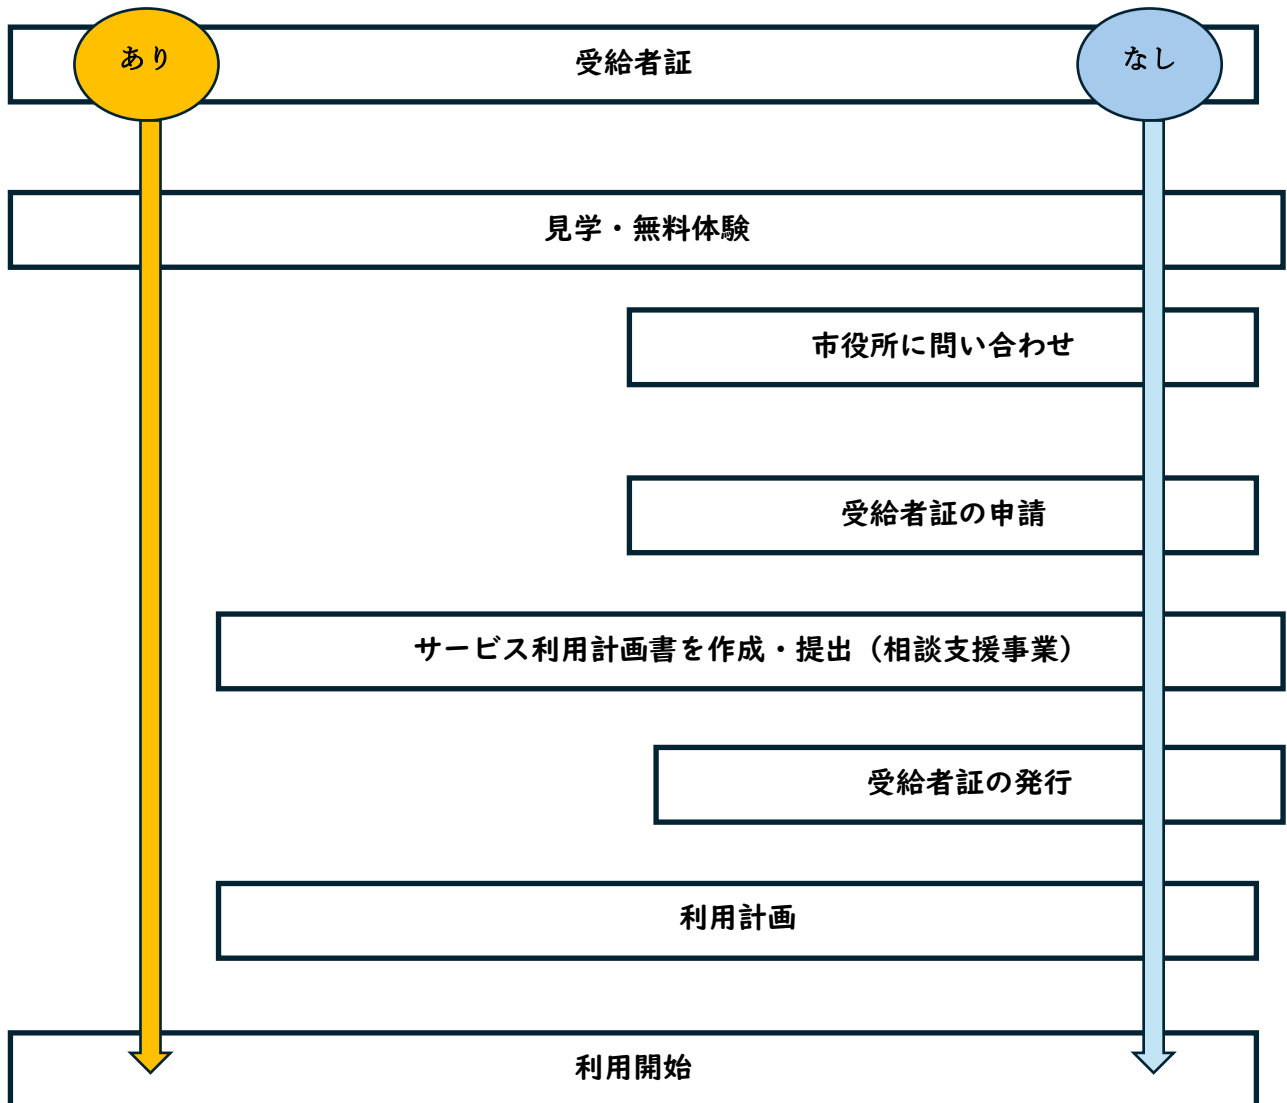 あり
受給者証
なし
見学・無料体験
市役所に問い合わせ
受給者証の申請
サービス利用計画書を作成・提出（相談支援事業）
受給者証の発行
利用計画
利用開始